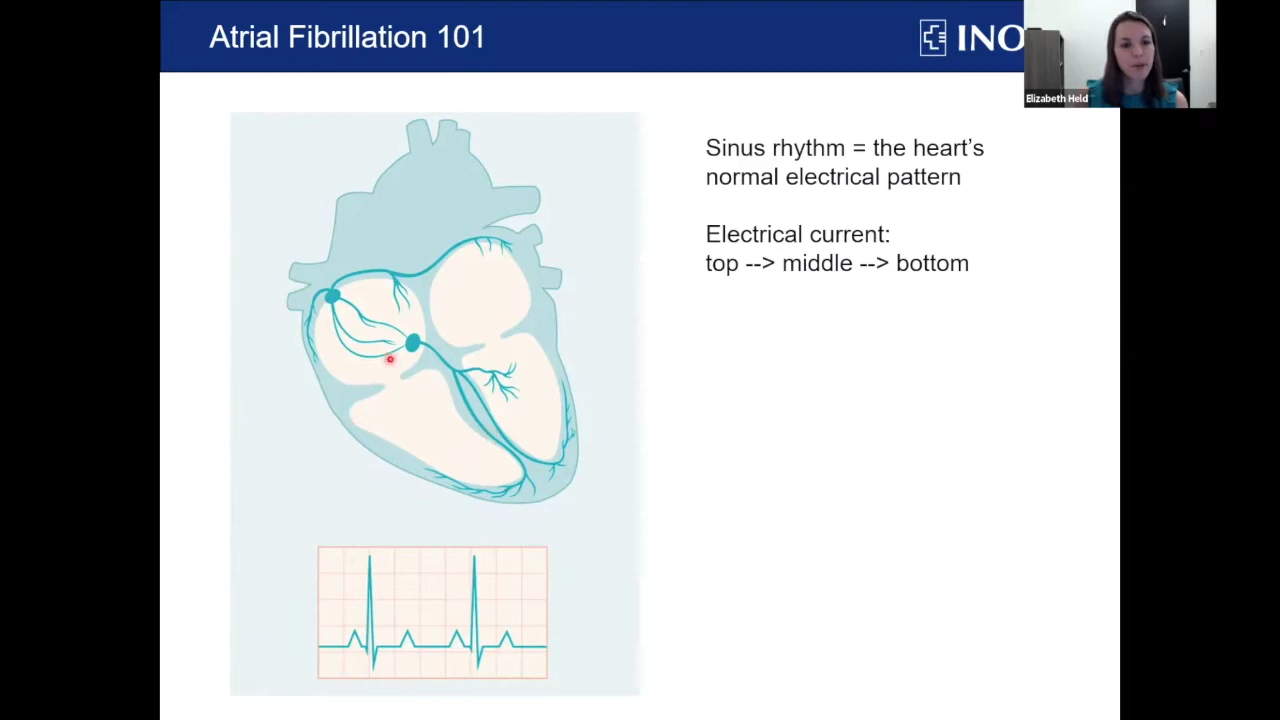 Atrial Fibrillation 101
INO
Elizabeth Held
Sinus rhythm = the heart’s
normal electrical pattern
Electrical current:
top --> middle --> bottom